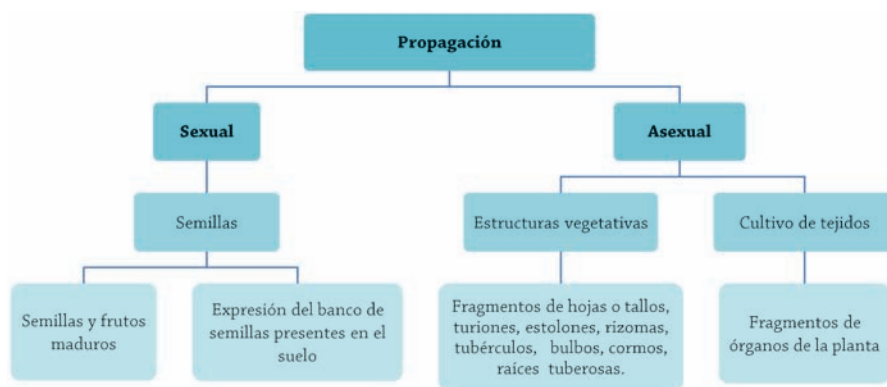 Propagación
Sexual
Asexual
Semillas
Estructuras vegetativas
Cultivo de tejidos
Semillas y frutos
maduros
Expresión del banco de
semillas presentes en el
suelo
Fragmentos de hojas o tallos,
turiones, estolones, rizomas,
tubérculos, bulbos, cormos,
raíces tuberosas.
Fragmentos de
órganos de la planta